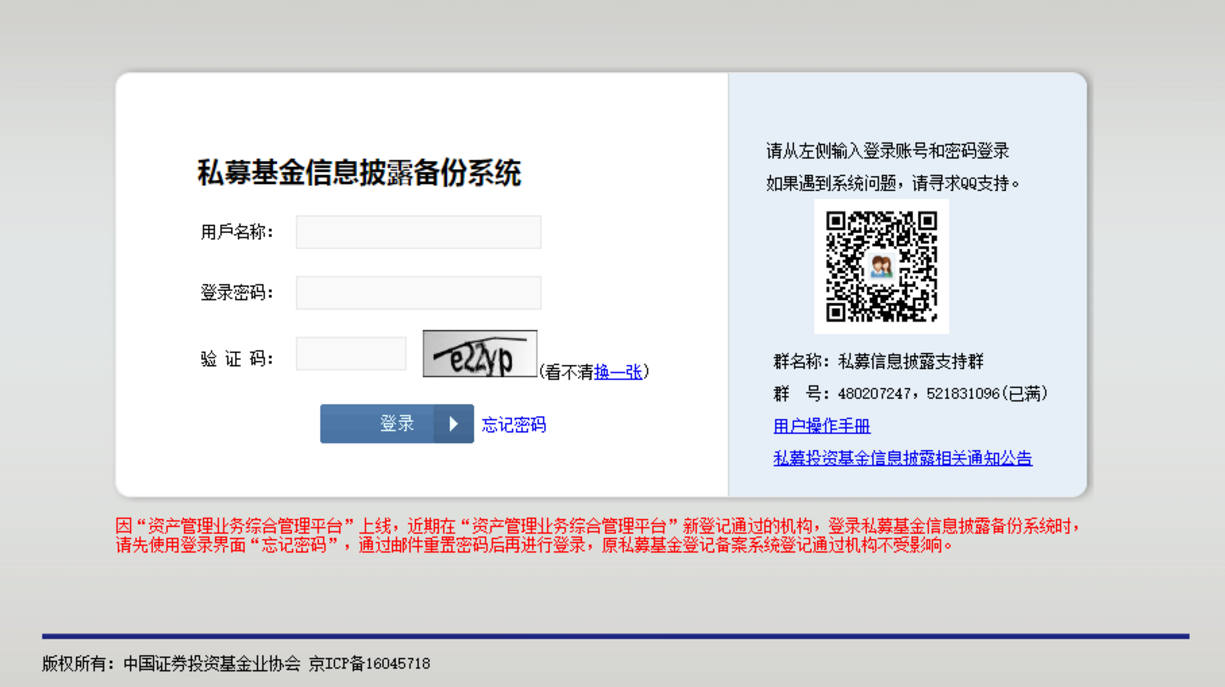 私募基金信息披露备份系统
用戶名称：
登录密码：
验 证 码：
e22yp
(看不清换一张)
登录
忘记密码
请从左侧输入登录账号和密码登录
如果遇到系统问题，请寻求QQ支持。
群名称：私募信息披露支持群
群 号：480207247，521831096(已满)
用户操作手册
私募投资基金信息披露相关通知公告
因“资产管理业务综合管理平台”上线，近期在“资产管理业务综合管理平台”新登记通过的机构，登录私募基金信息披露备份系统时，
请先使用登录界面“忘记密码”，通过邮件重置密码后再进行登录，原私募基金登记备案系统登记通过机构不受影响。
版权所有：中国证券投资基金业协会 京ICP备16045718